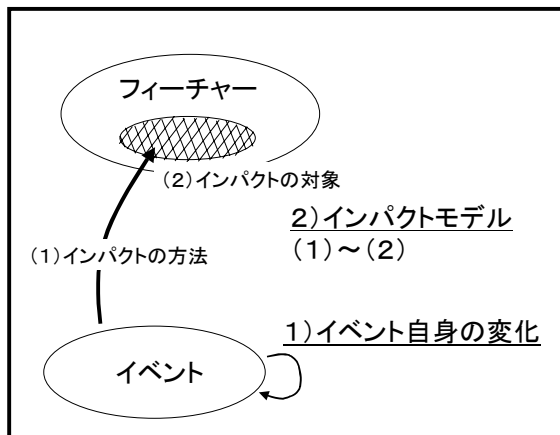 フィーチャー
(2)インパクトの対象
2)インパクトモデル
(1)～(2)
(1)インパクトの方法
1)イベント自身の変化
イベント